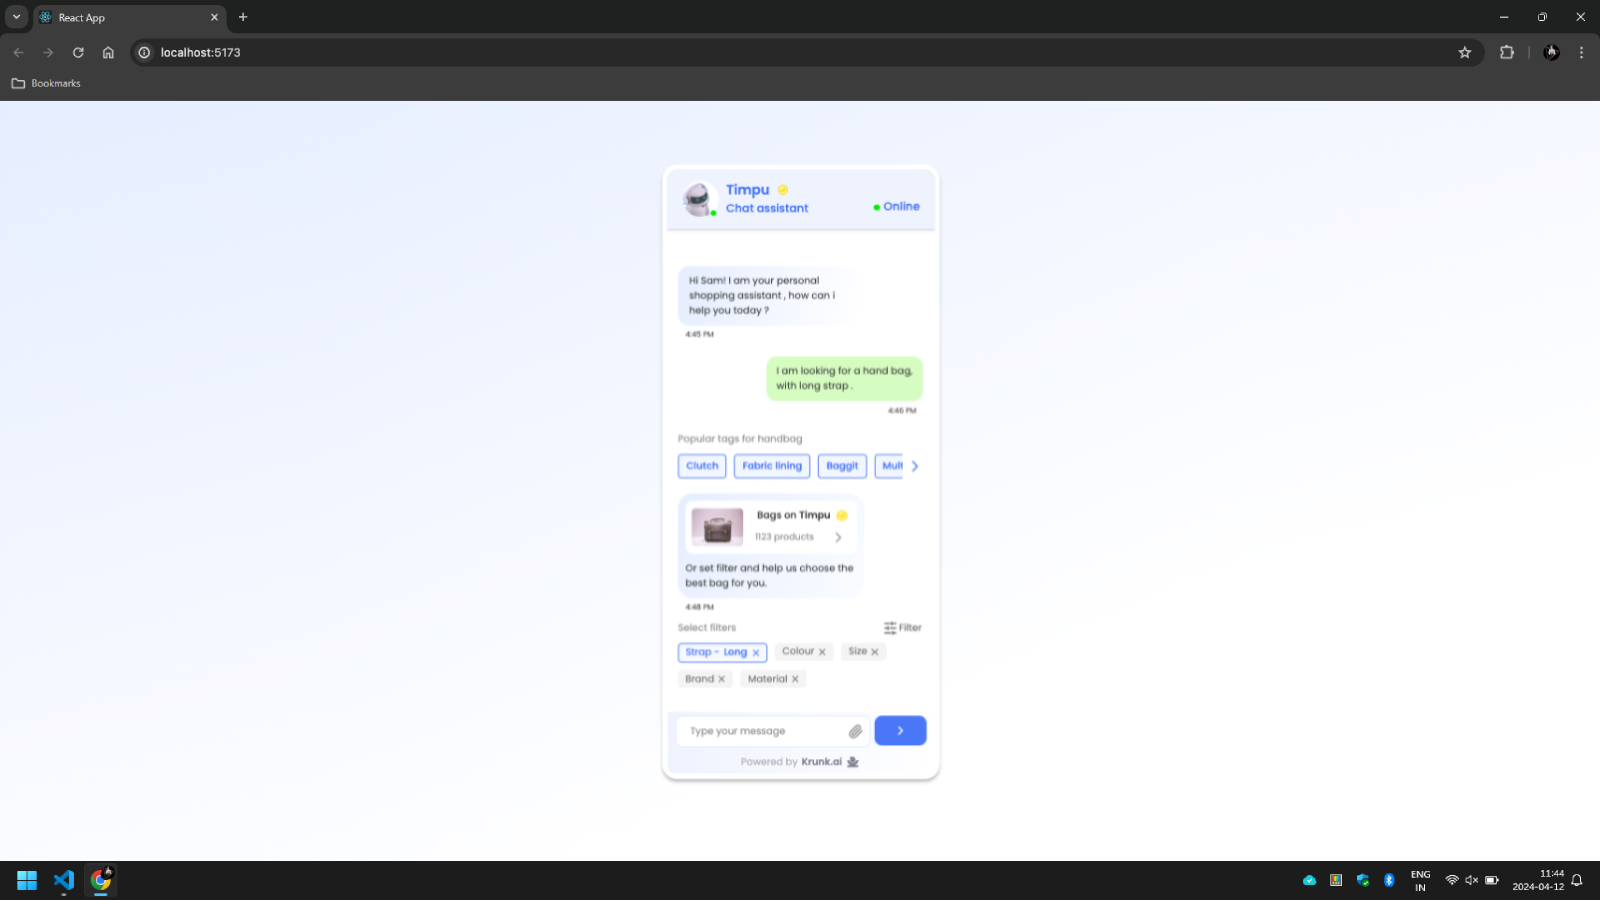 React App
localhost:5173
Bookmarks
Timpu
Chat assistant
Online
Hi Sam! I am your personal
shopping assistant , how can i
help you today ?
4:45 PM
I am looking for a hand bag,
with long strap .
4:46 PM
Popular tags for handbag
Clutch
Fabric lining
Baggit
Mult
Bags on Timpu
1123 products
Or set filter and help us choose the
best bag for you.
4:48 PM
Select filters
Filter
Strap - Long ×
Colour ×
Size ×
Brand ×
Material ×
Type your message
Powered by Krunk.ai
ENG
IN
11:44
2024-04-12